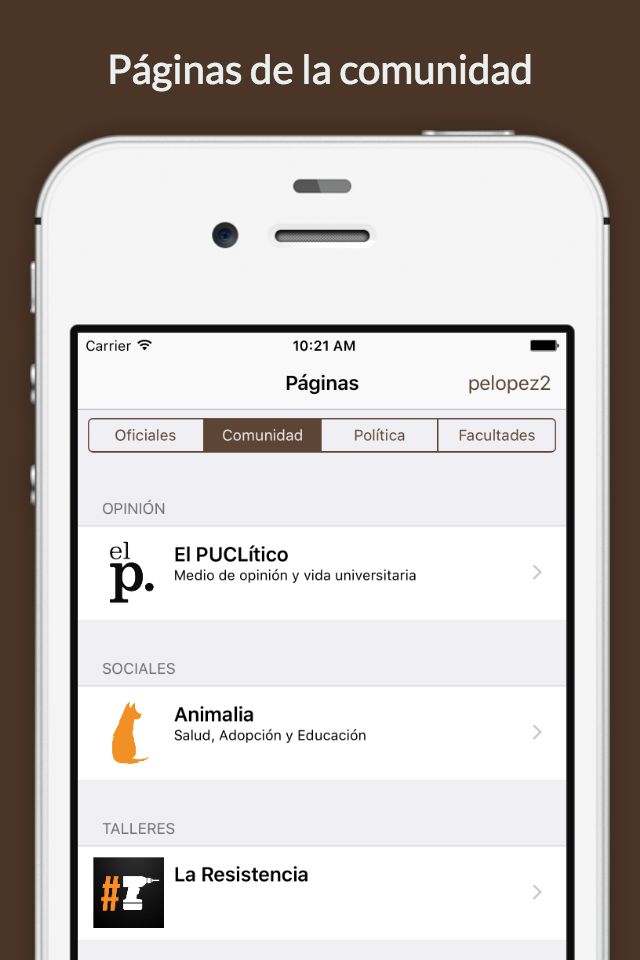 Páginas de la comunidad
Carrier 10:21 AM
Páginas pelopez2
Oficiales Comunidad Política Facultades
OPINIÓN
el
p.
El PUCLítico
Medio de opinión y vida universitaria
SOCIALES
Animalia
Salud, Adopción y Educación
TALLERES
#
La Resistencia